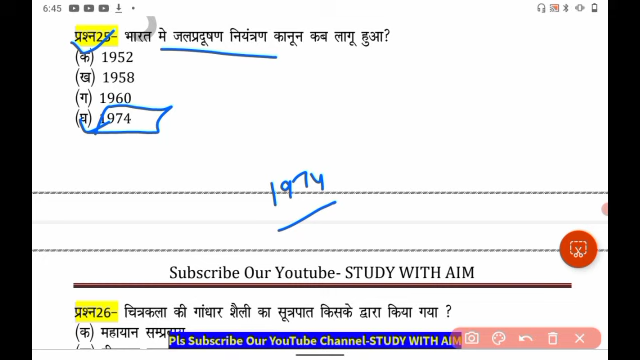 6:45
प्रश्न25- भारत मे जलप्रदूषण नियंत्रण कानून कब लागू हुआ?
(क) 1952
(ख) 1958
(ग) 1960
(घ) 1974
1974
Subscribe Our Youtube- STUDY WITH AIM
प्रश्न26- चित्रकला की गांधार शैली का सूत्रपात किसके द्वारा किया गया ?
(क) महायान सम्प्रदाय
Pls Subscribe Our YouTube Channel-STUDY WITH AIM